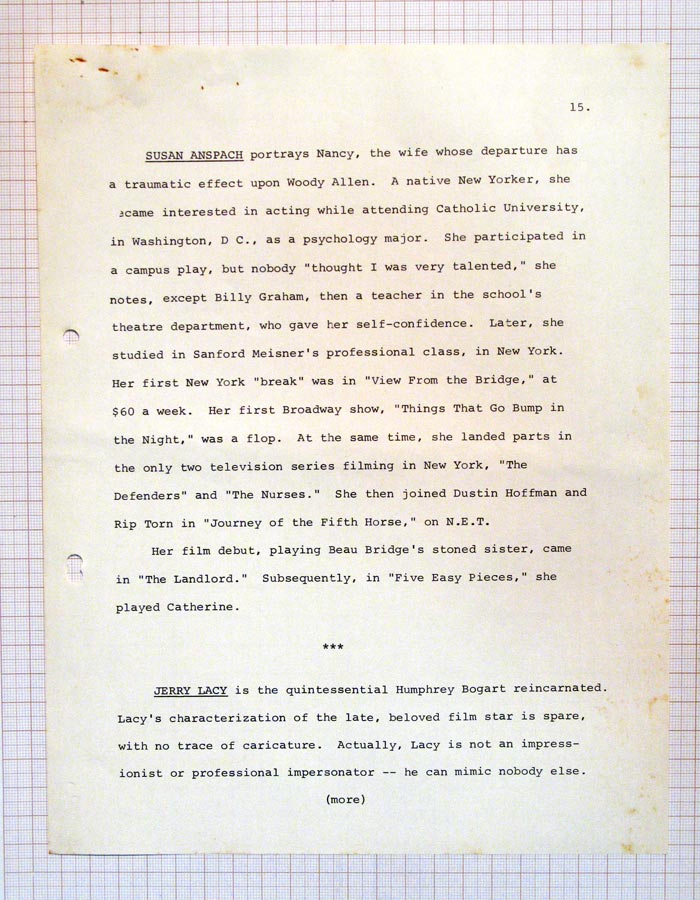 15.
SUSAN ANSPACH portrays Nancy, the wife whose departure has
a traumatic effect upon Woody Allen. A native New Yorker, she
ecame interested in acting while attending Catholic University,
in Washington, D C., as a psychology major. She participated in
a campus play, but nobody "thought I was very talented," she
notes, except Billy Graham, then a teacher in the school's
theatre department, who gave her self-confidence. Later, she
studied in Sanford Meisner's professional class, in New York.
Her first New York "break" was in "View From the Bridge," at
$60 a week. Her first Broadway show, "Things That Go Bump in
the Night," was a flop. At the same time, she landed parts in
the only two television series filming in New York, "The
Defenders" and "The Nurses." She then joined Dustin Hoffman and
Rip Torn in "Journey of the Fifth Horse," on N.E.T.
Her film debut, playing Beau Bridge's stoned sister, came
in "The Landlord." Subsequently, in "Five Easy Pieces," she
played Catherine.
***
JERRY LACY is the quintessential Humphrey Bogart reincarnated.
Lacy's characterization of the late, beloved film star is spare,
with no trace of caricature. Actually, Lacy is not an impress-
ionist or professional impersonator -- he can mimic nobody else.
(more)